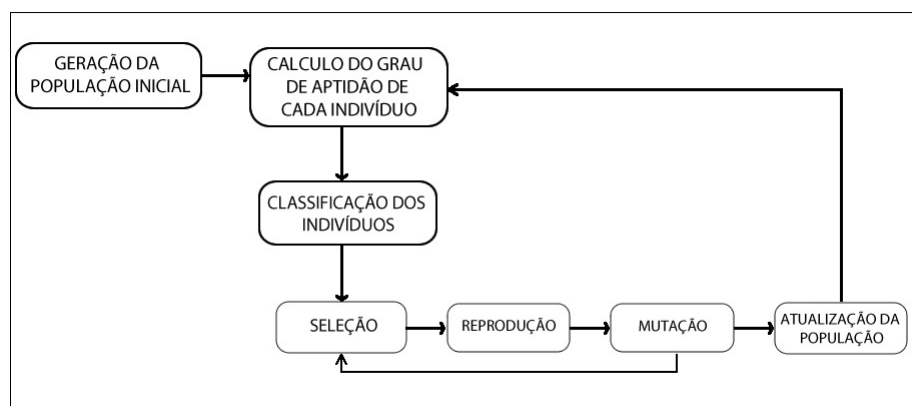 GERAÇÃO DA
POPULAÇÃO INICIAL
CALCULO DO GRAU
DE APTIDÃO DE
CADA INDIVÍDUO
CLASSIFICAÇÃO DOS
INDIVÍDUOS
SELEÇÃO
REPRODUÇÃO
MUTAÇÃO
ATUALIZAÇÃO DA
POPULAÇÃO